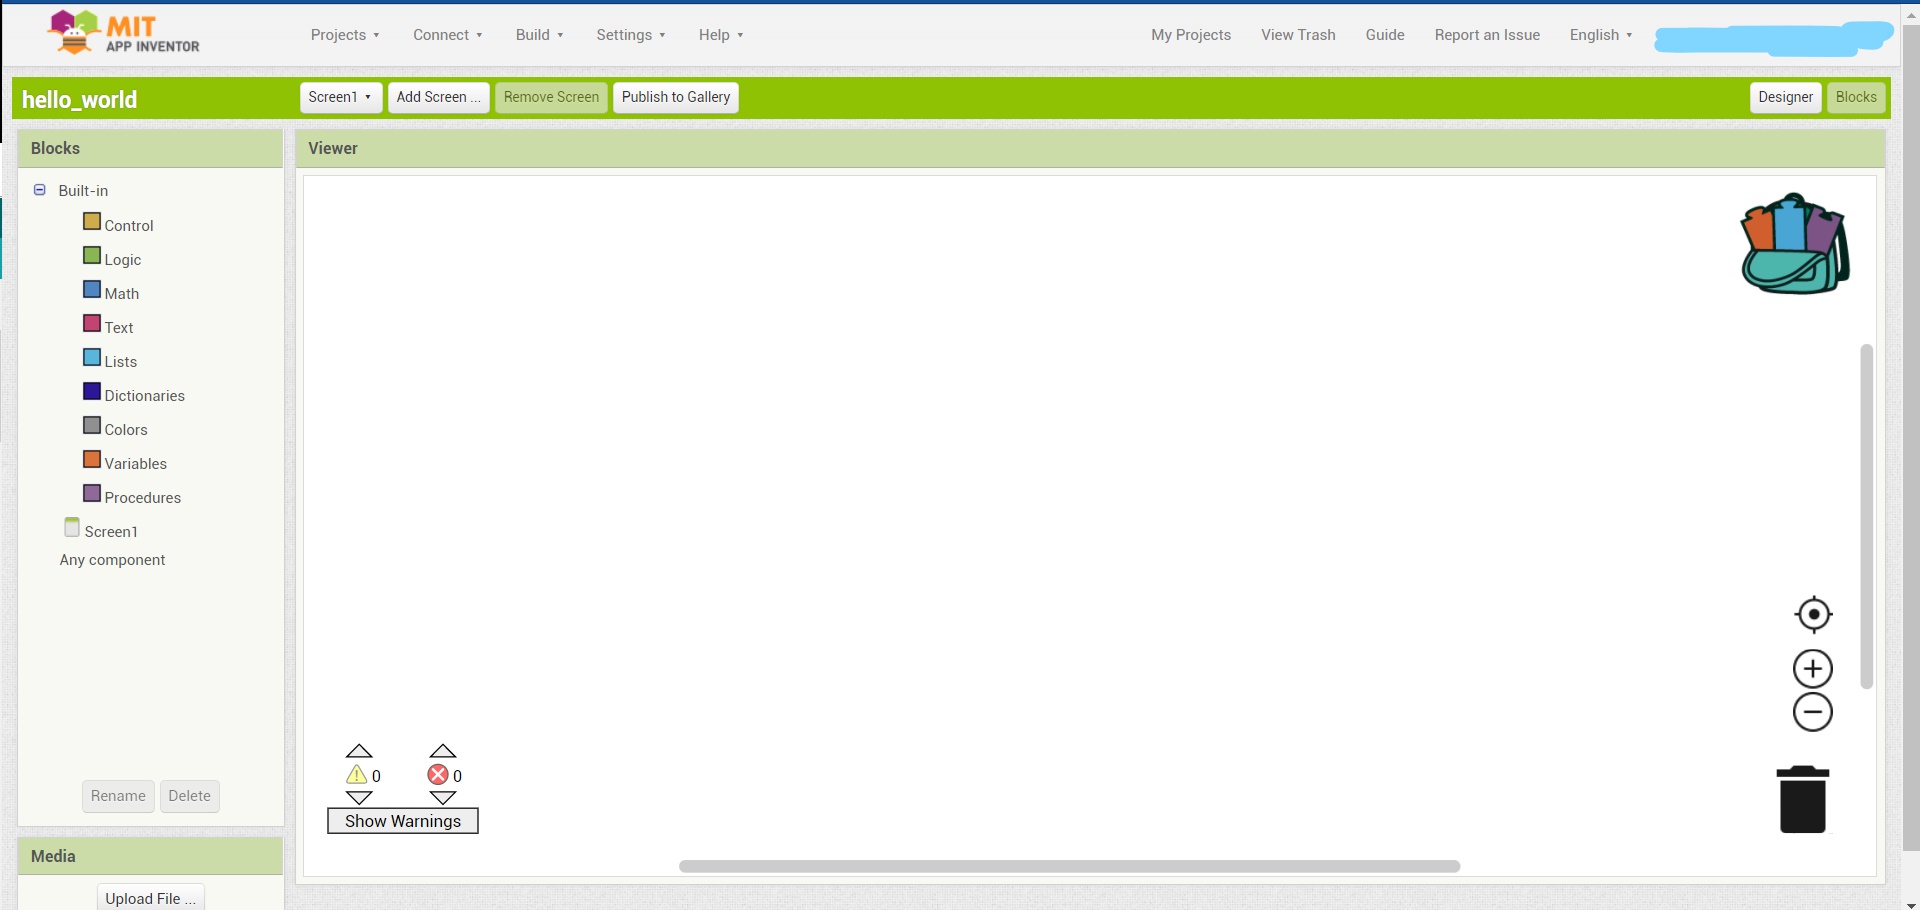 MIT
APP INVENTOR
Projects Connect Build Settings Help My Projects View Trash Guide Report an Issue English
hello_world Screen1 Add Screen ... Remove Screen Publish to Gallery Designer Blocks
Blocks
Viewer
Built-in
Control
Logic
Math
Text
Lists
Dictionaries
Colors
Variables
Procedures
Screen1
Any component
Rename Delete
0 0
Show Warnings
Media
Upload File ...